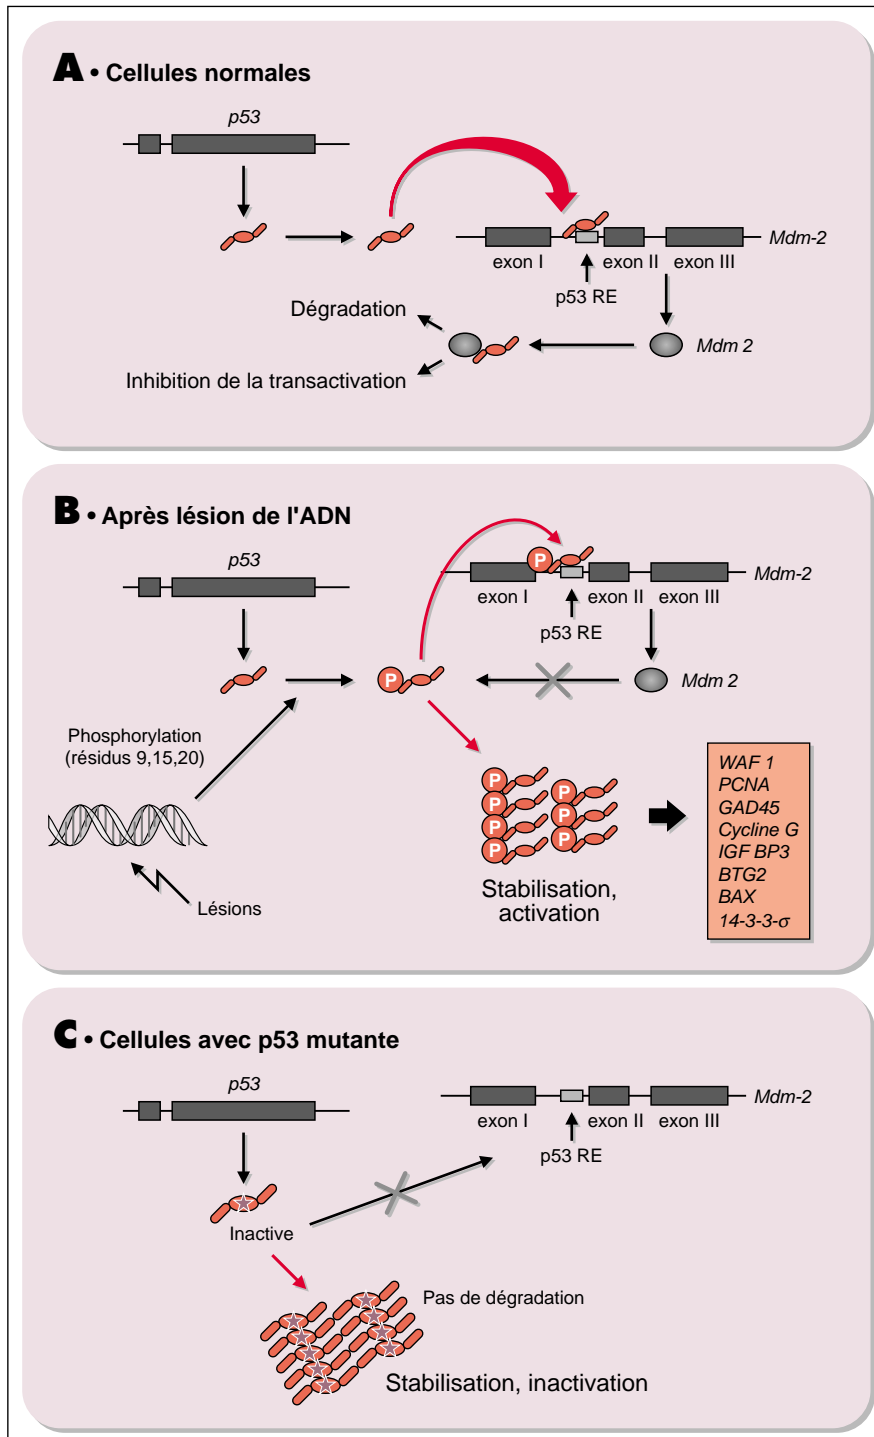 A • Cellules normales
p53
Mdm-2
exon I
exon II
exon III
p53 RE
Dégradation
Mdm 2
Inhibition de la transactivation
B • Après lésion de l'ADN
p53
P
Mdm-2
exon I
exon II
exon III
p53 RE
P
Mdm 2
Phosphorylation
(résidus 9,15,20)
P
P
P
P
P
P
P
Lésions
Stabilisation,
activation
WAF 1
PCNA
GAD45
Cycline G
IGF BP3
BTG2
BAX
14-3-3-σ
C • Cellules avec p53 mutante
p53
Mdm-2
exon I
exon II
exon III
p53 RE
Inactive
Pas de dégradation
Stabilisation, inactivation